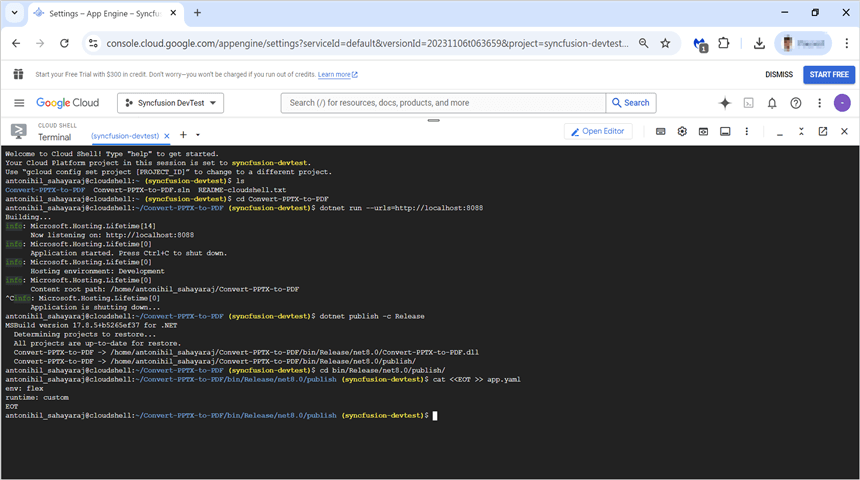 Settings – App Engine – Syncfus
console.cloud.google.com/appengine/settings?serviceId=default&versionId=20231106t063659&project=syncfusion-devtest...
1
Start your Free Trial with $300 in credit. Don't worry—you won't be charged if you run out of credits. Learn more
DISMISS
START FREE
Google Cloud
Syncfusion DevTest
Search (/) for resources, docs, products, and more
Search
CLOUD SHELL
Terminal
(syncfusion-devtest)
Open Editor
Welcome to Cloud Shell! Type "help" to get started.
Your Cloud Platform project in this session is set to syncfusion-devtest.
Use "gcloud config set project [PROJECT_ID]" to change to a different project.
antonihil_sahayaraj@cloudshell:~ (syncfusion-devtest)$ ls
Convert-PPTX-to-PDF  Convert-PPTX-to-PDF.sln  README-cloudshell.txt
antonihil_sahayaraj@cloudshell:~ (syncfusion-devtest)$ cd Convert-PPTX-to-PDF
antonihil_sahayaraj@cloudshell:~/Convert-PPTX-to-PDF (syncfusion-devtest)$ dotnet run --urls=http://localhost:8088
Building...
info: Microsoft.Hosting.Lifetime[14]
      Now listening on: http://localhost:8088
info: Microsoft.Hosting.Lifetime[0]
      Application started. Press Ctrl+C to shut down.
info: Microsoft.Hosting.Lifetime[0]
      Hosting environment: Development
info: Microsoft.Hosting.Lifetime[0]
      Content root path: /home/antonihil_sahayaraj/Convert-PPTX-to-PDF
^Cinfo: Microsoft.Hosting.Lifetime[0]
      Application is shutting down...
antonihil_sahayaraj@cloudshell:~/Convert-PPTX-to-PDF (syncfusion-devtest)$ dotnet publish -c Release
MSBuild version 17.8.5+b5265ef37 for .NET
  Determining projects to restore...
  All projects are up-to-date for restore.
  Convert-PPTX-to-PDF -> /home/antonihil_sahayaraj/Convert-PPTX-to-PDF/bin/Release/net8.0/Convert-PPTX-to-PDF.dll
  Convert-PPTX-to-PDF -> /home/antonihil_sahayaraj/Convert-PPTX-to-PDF/bin/Release/net8.0/publish/
antonihil_sahayaraj@cloudshell:~/Convert-PPTX-to-PDF (syncfusion-devtest)$ cd bin/Release/net8.0/publish/
antonihil_sahayaraj@cloudshell:~/Convert-PPTX-to-PDF/bin/Release/net8.0/publish (syncfusion-devtest)$ cat <<EOT >> app.yaml
env: flex
runtime: custom
EOT
antonihil_sahayaraj@cloudshell:~/Convert-PPTX-to-PDF/bin/Release/net8.0/publish (syncfusion-devtest)$